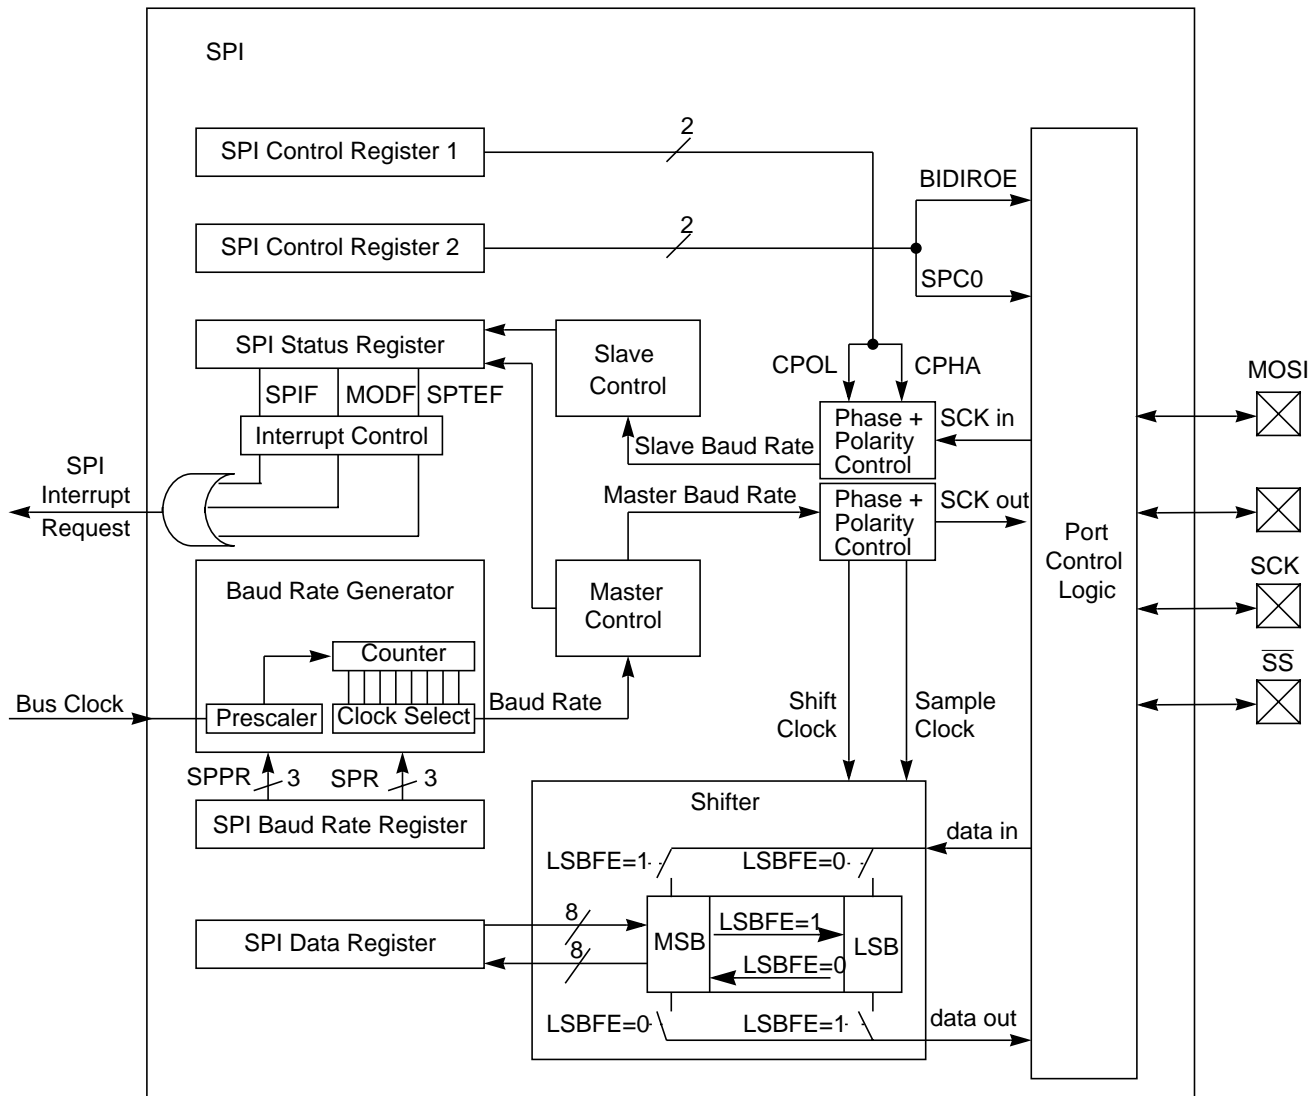 SPI
SPI Control Register 1
2
BIDIROE
SPI Control Register 2
2
SPC0
SPI Status Register
Slave
Control
CPOL
CPHA
MOSI
SPIF
MODF
SPTEF
Interrupt Control
Phase +
Polarity
Control
SCK in
Slave Baud Rate
SPI
Interrupt
Request
Master Baud Rate
Phase +
Polarity
Control
SCK out
Port
Control
Logic
SCK
Baud Rate Generator
Master
Control
Counter
SS
Bus Clock
Prescaler
Clock Select
Baud Rate
Shift
Clock
Sample
Clock
SPPR
3
SPR
3
SPI Baud Rate Register
Shifter
data in
LSBFE=1
LSBFE=0
8
SPI Data Register
8
MSB
LSBFE=1
LSBFE=0
LSB
LSBFE=0
LSBFE=1
data out